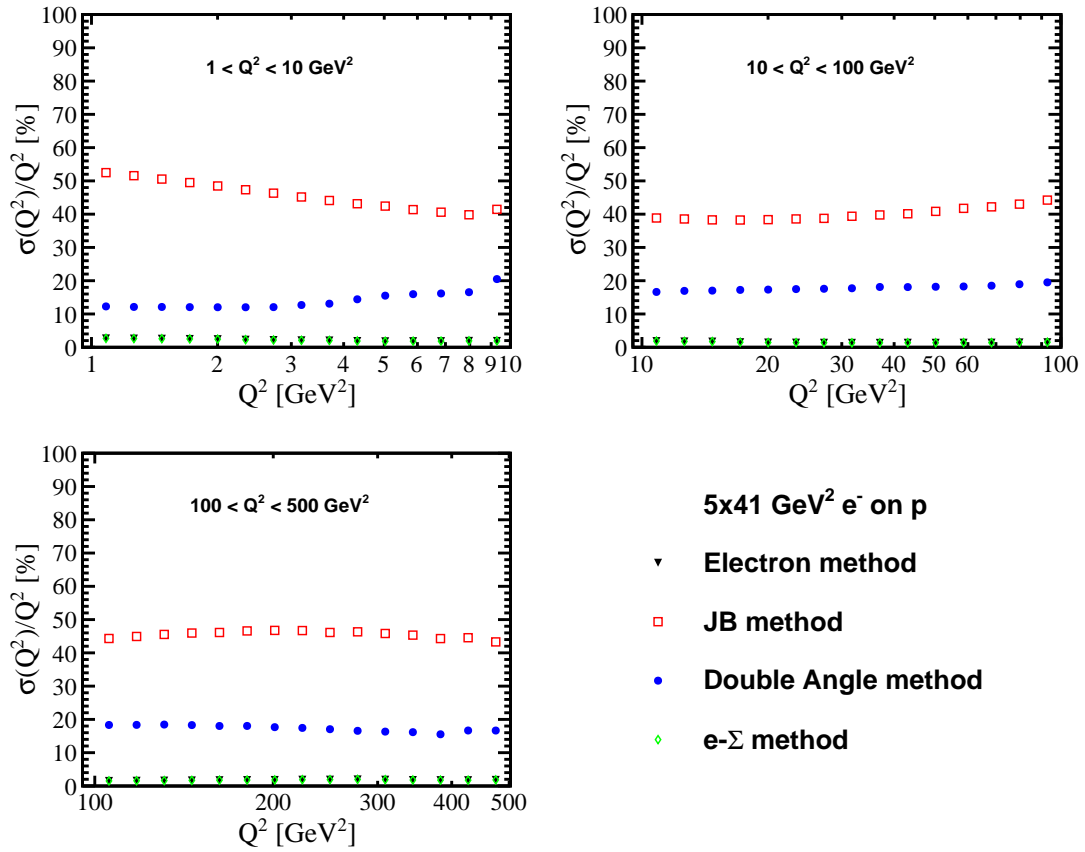 σ(Q²)/Q² [%]
100
90
80
70
60
50
40
30
20
10
0
1 < Q² < 10 GeV²
1 2 3 4 5 6 7 8 9 10
Q² [GeV²]
σ(Q²)/Q² [%]
100
90
80
70
60
50
40
30
20
10
0
10 < Q² < 100 GeV²
10 20 30 40 50 60 100
Q² [GeV²]
σ(Q²)/Q² [%]
100
90
80
70
60
50
40
30
20
10
0
100 < Q² < 500 GeV²
100 200 300 400 500
Q² [GeV²]
5x41 GeV² e⁻ on p
Electron method
JB method
Double Angle method
e-Σ method